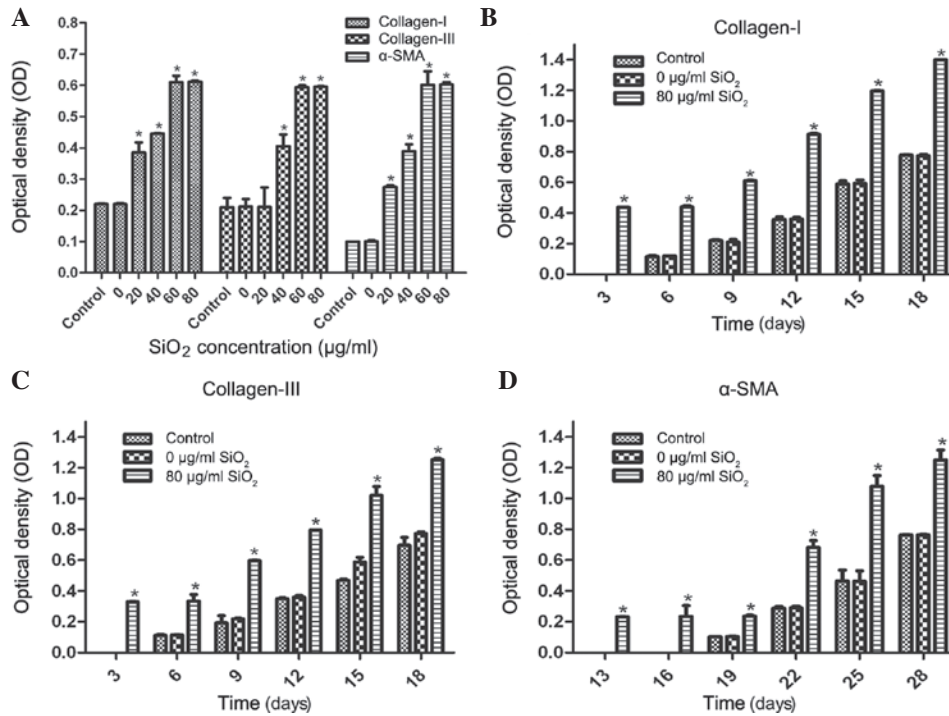 A
Optical density (OD)
0.8
0.7
0.6
0.5
0.4
0.3
0.2
0.1
0.0
Collagen-I
Collagen-III
α-SMA
* * * *
* * *
* * * *
Control 0 20 40 60 80 Control 0 20 40 60 80 Control 0 20 40 60 80
SiO2 concentration (µg/ml)
B
Collagen-I
Optical density (OD)
1.4
1.2
1.0
0.8
0.6
0.4
0.2
0.0
Control
0 µg/ml SiO2
80 µg/ml SiO2
* * * * * *
3 6 9 12 15 18
Time (days)
C
Collagen-III
Optical density (OD)
1.4
1.2
1.0
0.8
0.6
0.4
0.2
0.0
Control
0 µg/ml SiO2
80 µg/ml SiO2
* * * * * *
3 6 9 12 15 18
Time (days)
D
α-SMA
Optical density (OD)
1.4
1.2
1.0
0.8
0.6
0.4
0.2
0.0
Control
0 µg/ml SiO2
80 µg/ml SiO2
* * * * * *
13 16 19 22 25 28
Time (days)